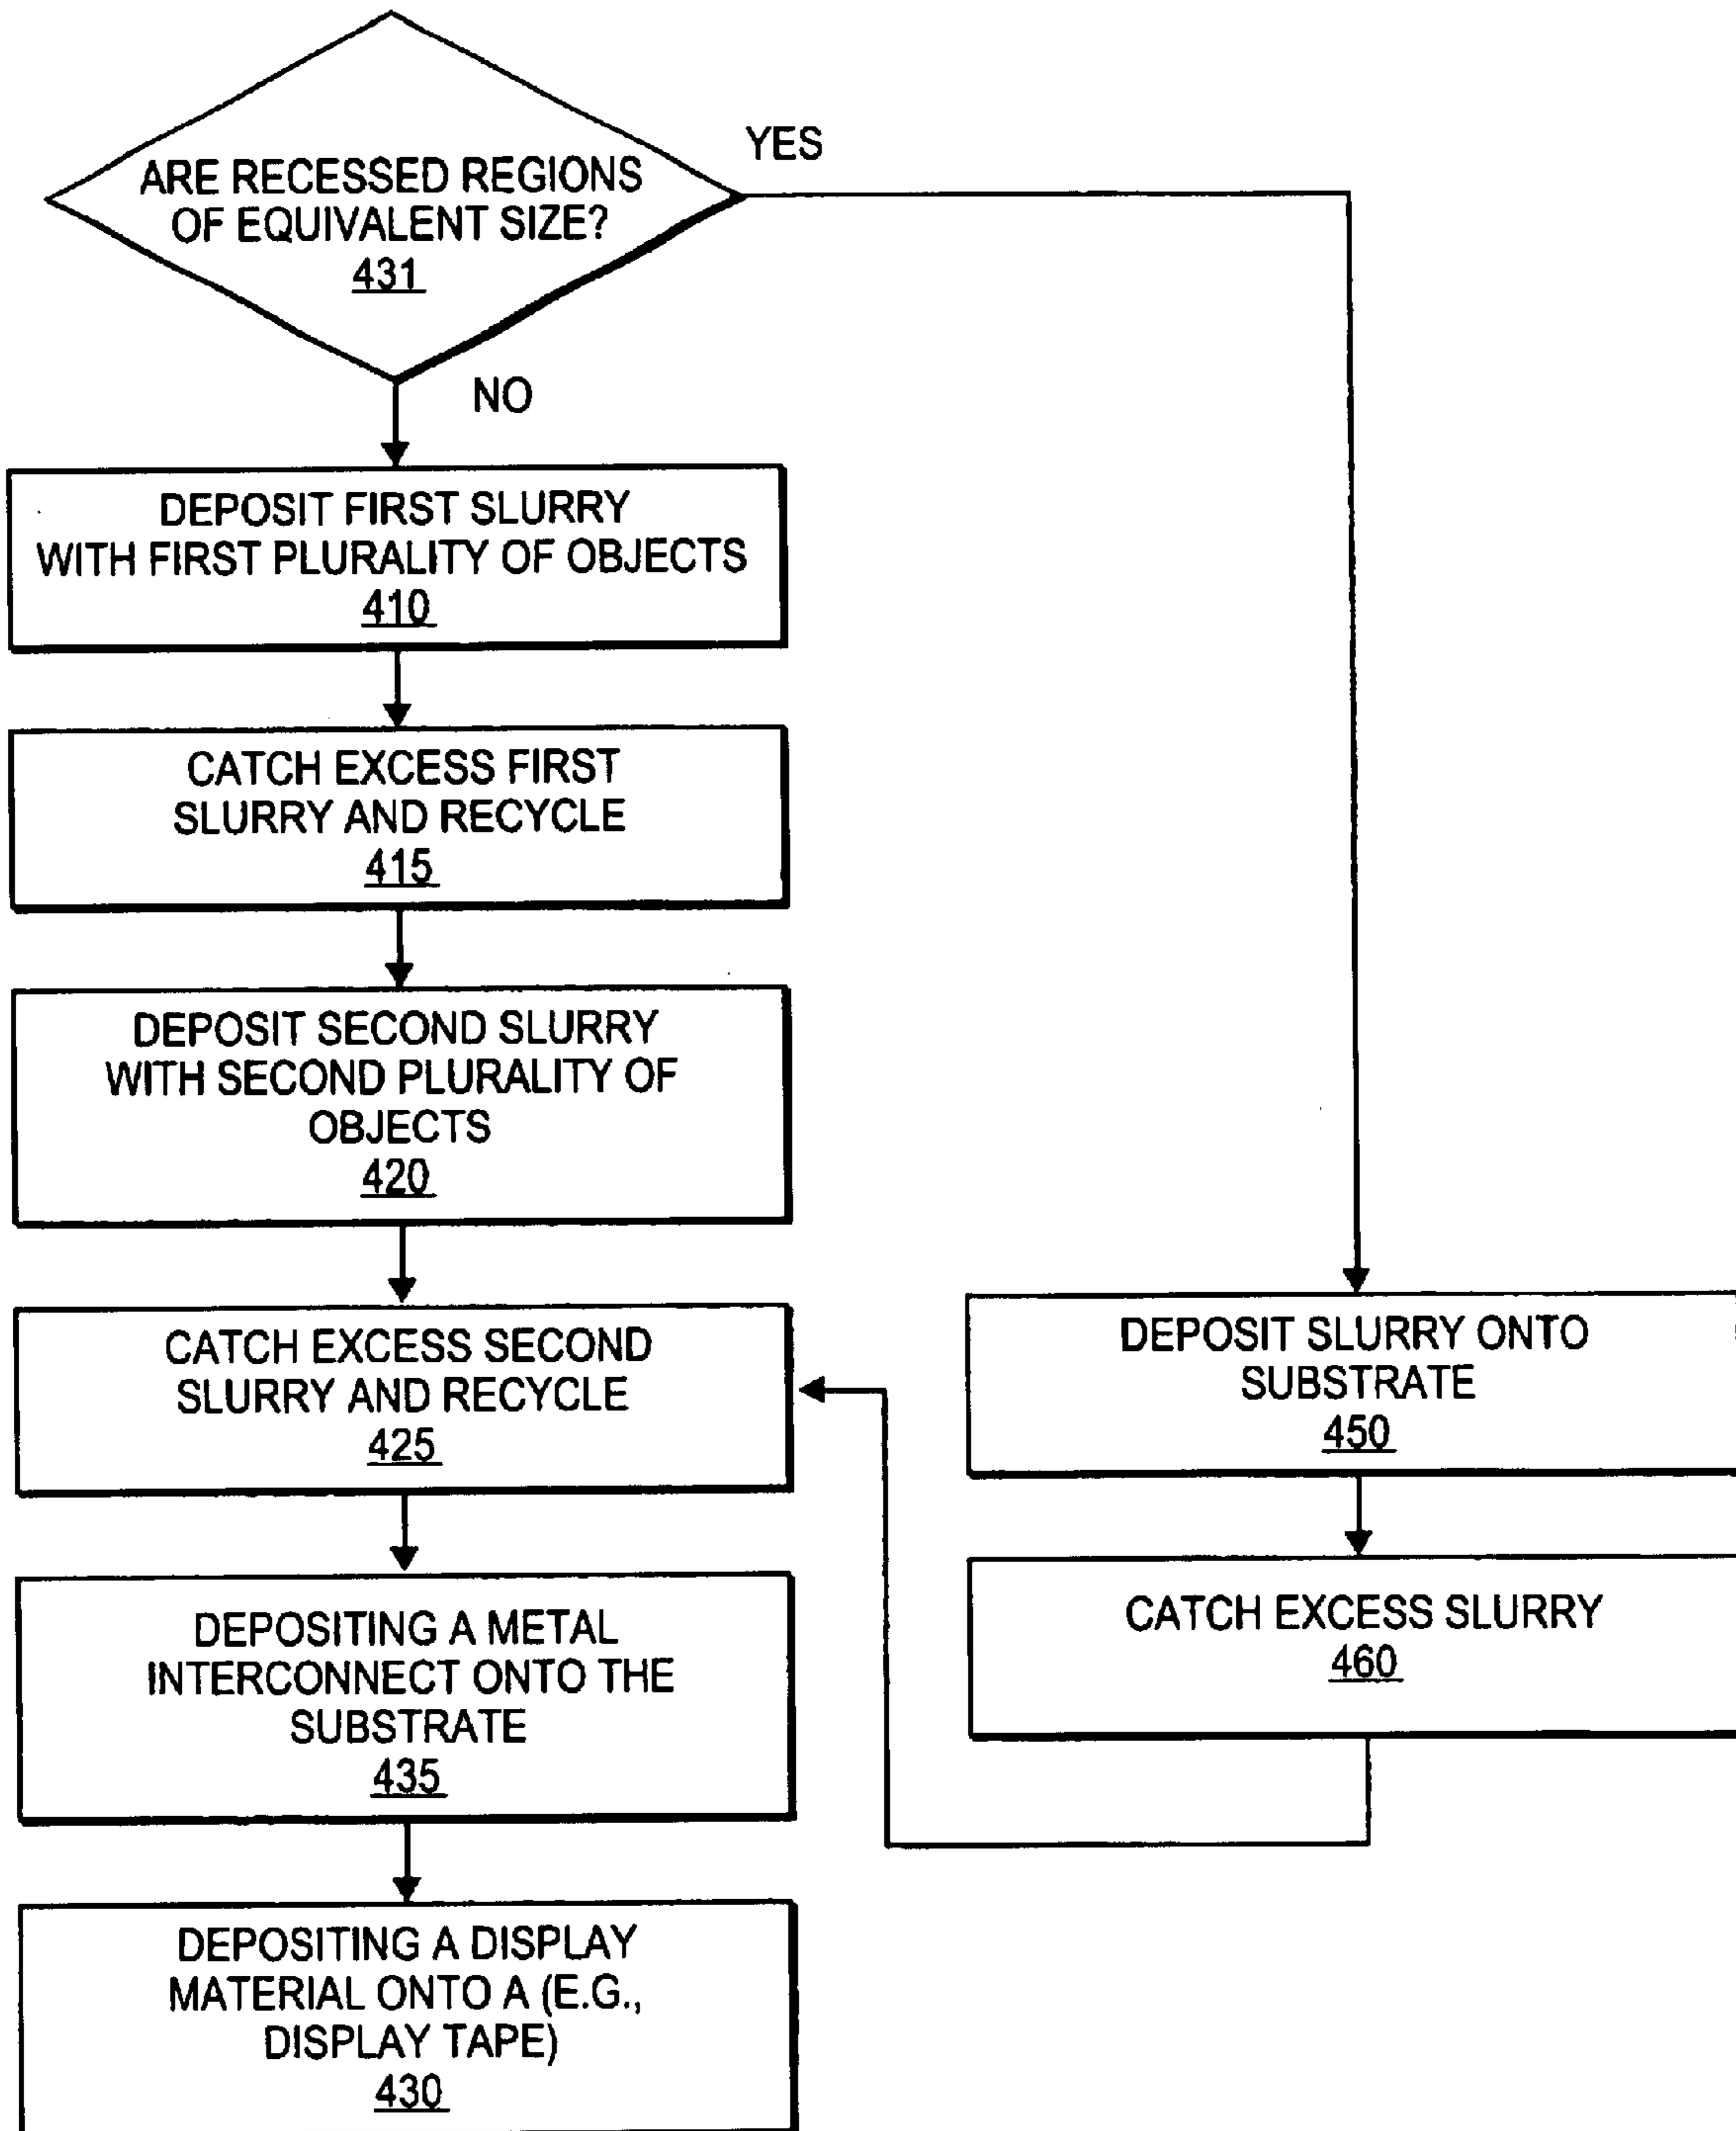 ARE RECESSED REGIONS
OF EQUIVALENT SIZE?
431
YES
NO
DEPOSIT FIRST SLURRY
WITH FIRST PLURALITY OF OBJECTS
410
CATCH EXCESS FIRST
SLURRY AND RECYCLE
415
DEPOSIT SECOND SLURRY
WITH SECOND PLURALITY OF
OBJECTS
420
CATCH EXCESS SECOND
SLURRY AND RECYCLE
425
DEPOSITING A METAL
INTERCONNECT ONTO THE
SUBSTRATE
435
DEPOSITING A DISPLAY
MATERIAL ONTO A (E.G.,
DISPLAY TAPE)
430
DEPOSIT SLURRY ONTO
SUBSTRATE
450
CATCH EXCESS SLURRY
460